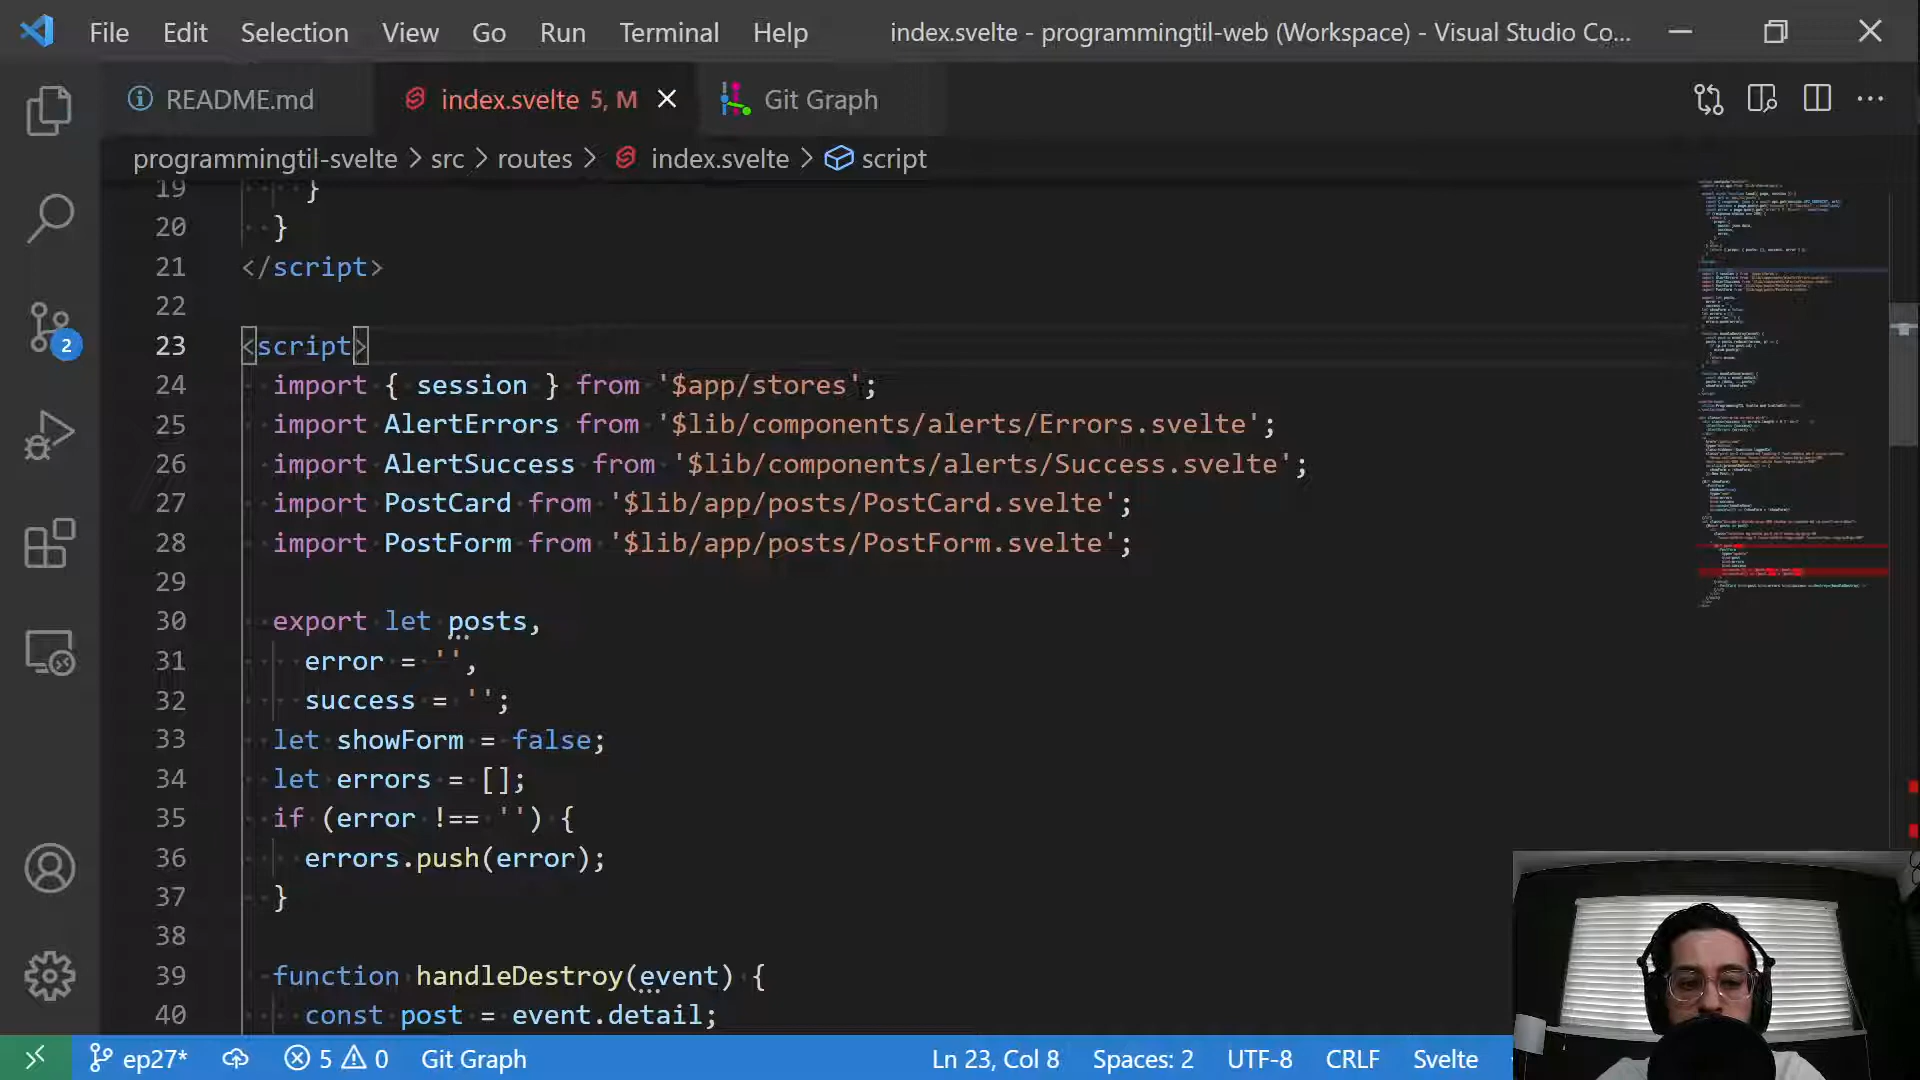 File Edit Selection View Go Run Terminal Help index.svelte - programmingtil-web (Workspace) - Visual Studio Co...
README.md index.svelte 5, M Git Graph
programmingtil-svelte > src > routes > index.svelte > script
19 }
20 }
21 </script>
22
23 <script>
24 import { session } from '$app/stores';
25 import AlertErrors from '$lib/components/alerts/Errors.svelte';
26 import AlertSuccess from '$lib/components/alerts/Success.svelte';
27 import PostCard from '$lib/app/posts/PostCard.svelte';
28 import PostForm from '$lib/app/posts/PostForm.svelte';
29
30 export let posts,
31 error = '',
32 success = '';
33 let showForm = false;
34 let errors = [];
35 if (error !== '') {
36 errors.push(error);
37 }
38
39 function handleDestroy(event) {
40 const post = event.detail;
2
ep27* 5 0 Git Graph Ln 23, Col 8 Spaces: 2 UTF-8 CRLF Svelte